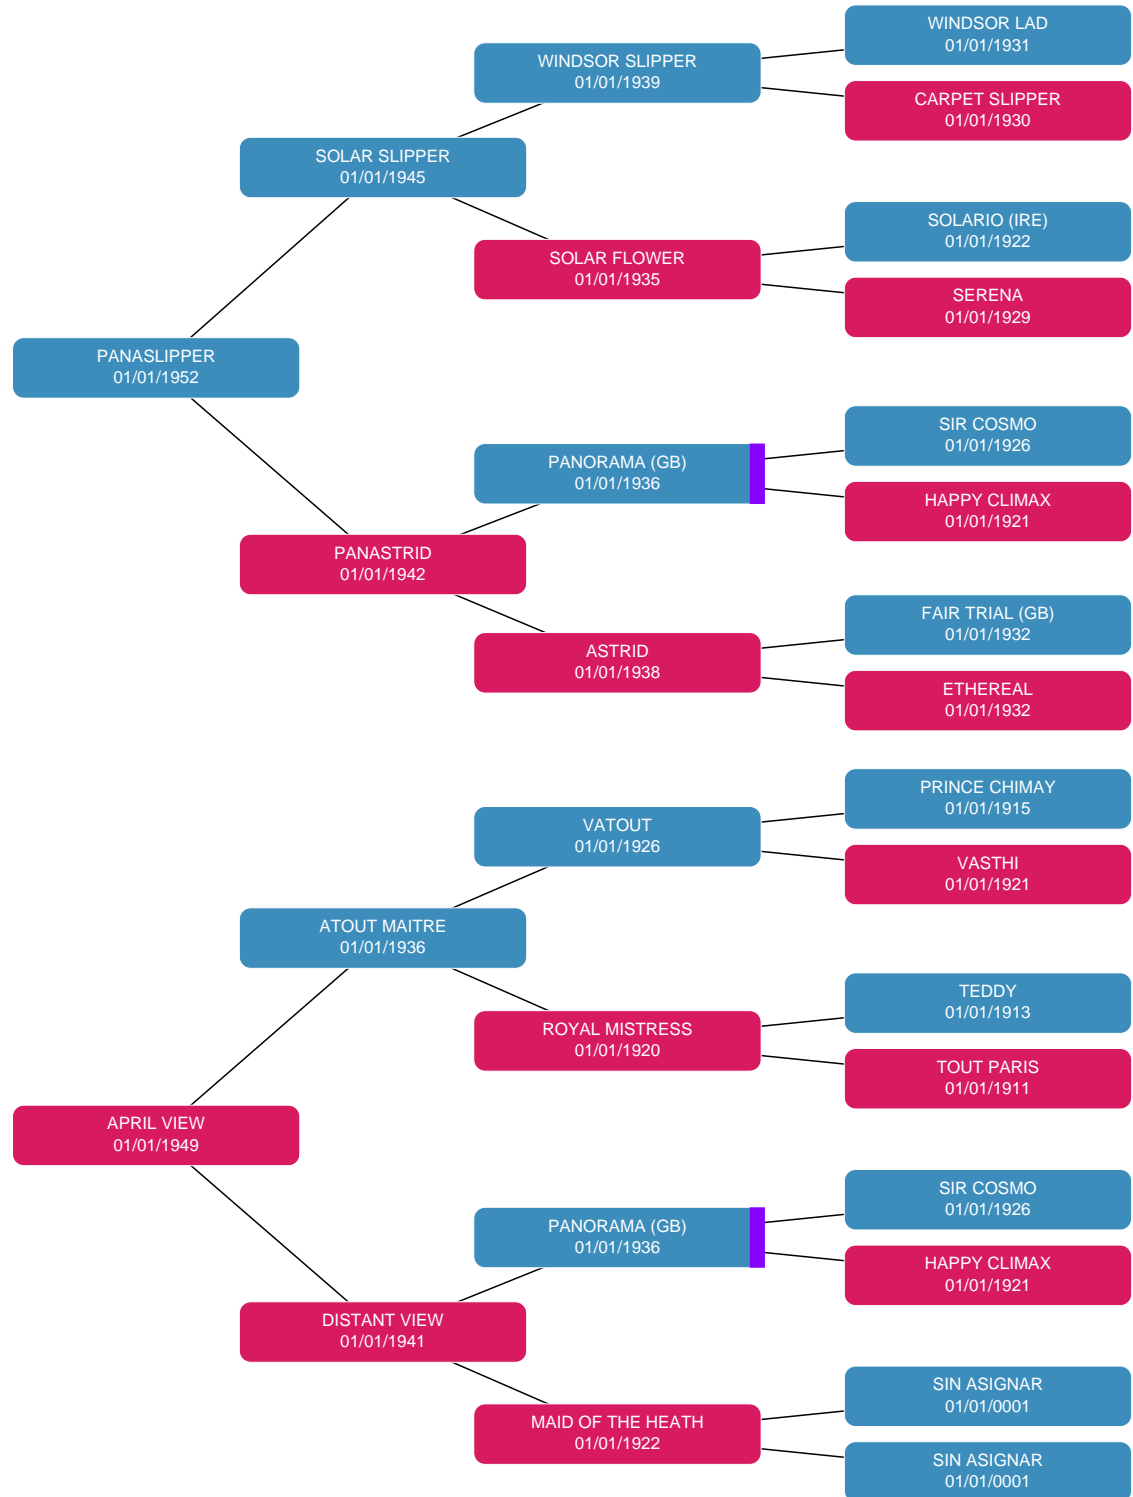 WINDSOR LAD
01/01/1931
WINDSOR SLIPPER
01/01/1939
CARPET SLIPPER
01/01/1930
SOLAR SLIPPER
01/01/1945
SOLARIO (IRE)
01/01/1922
SOLAR FLOWER
01/01/1935
SERENA
01/01/1929
PANASLIPPER
01/01/1952
SIR COSMO
01/01/1926
PANORAMA (GB)
01/01/1936
HAPPY CLIMAX
01/01/1921
PANASTRID
01/01/1942
FAIR TRIAL (GB)
01/01/1932
ASTRID
01/01/1938
ETHEREAL
01/01/1932
PRINCE CHIMAY
01/01/1915
VATOUT
01/01/1926
VASTHI
01/01/1921
ATOUT MAITRE
01/01/1936
TEDDY
01/01/1913
ROYAL MISTRESS
01/01/1920
TOUT PARIS
01/01/1911
APRIL VIEW
01/01/1949
SIR COSMO
01/01/1926
PANORAMA (GB)
01/01/1936
HAPPY CLIMAX
01/01/1921
DISTANT VIEW
01/01/1941
SIN ASIGNAR
01/01/0001
MAID OF THE HEATH
01/01/1922
SIN ASIGNAR
01/01/0001